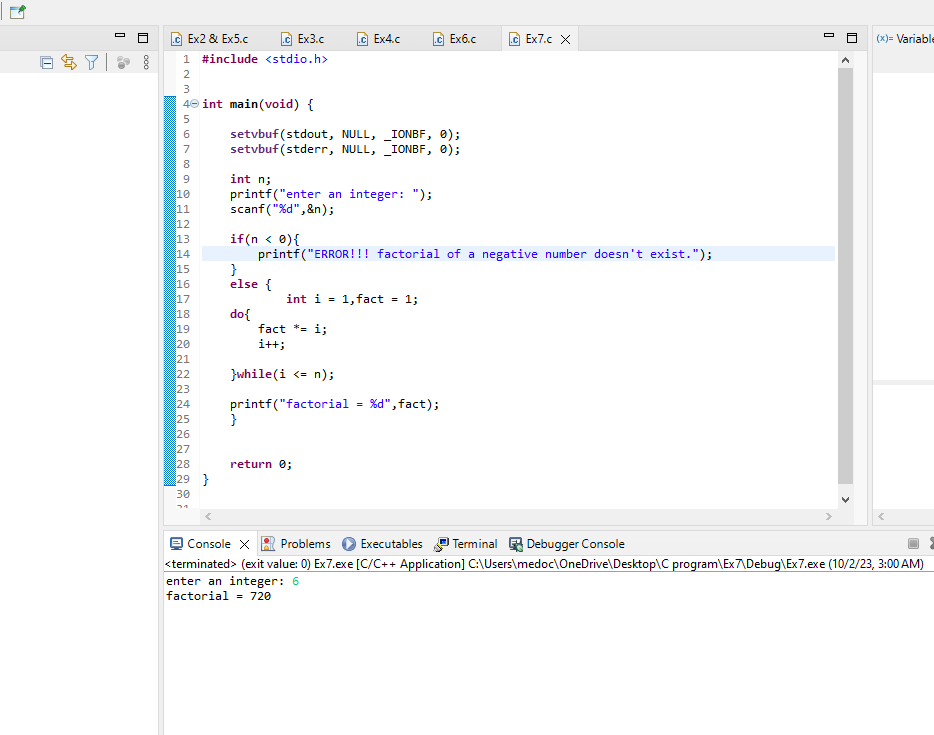 Ex2 & Ex5.c Ex3.c Ex4.c Ex6.c Ex7.c (x)= Variable
1 #include <stdio.h>
2
3
4 int main(void) {
5
6 setvbuf(stdout, NULL, _IONBF, 0);
7 setvbuf(stderr, NULL, _IONBF, 0);
8
9 int n;
10 printf("enter an integer: ");
11 scanf("%d",&n);
12
13 if(n < 0){
14 printf("ERROR!!! factorial of a negative number doesn't exist.");
15 }
16 else {
17 int i = 1,fact = 1;
18 do{
19 fact *= i;
20 i++;
21
22 }while(i <= n);
23
24 printf("factorial = %d",fact);
25 }
26
27
28 return 0;
29 }
30
Console Problems Executables Terminal Debugger Console
<terminated> (exit value: 0) Ex7.exe [C/C++ Application] C:\Users\medoc\OneDrive\Desktop\C program\Ex7\Debug\Ex7.exe (10/2/23, 3:00 AM)
enter an integer: 6
factorial = 720